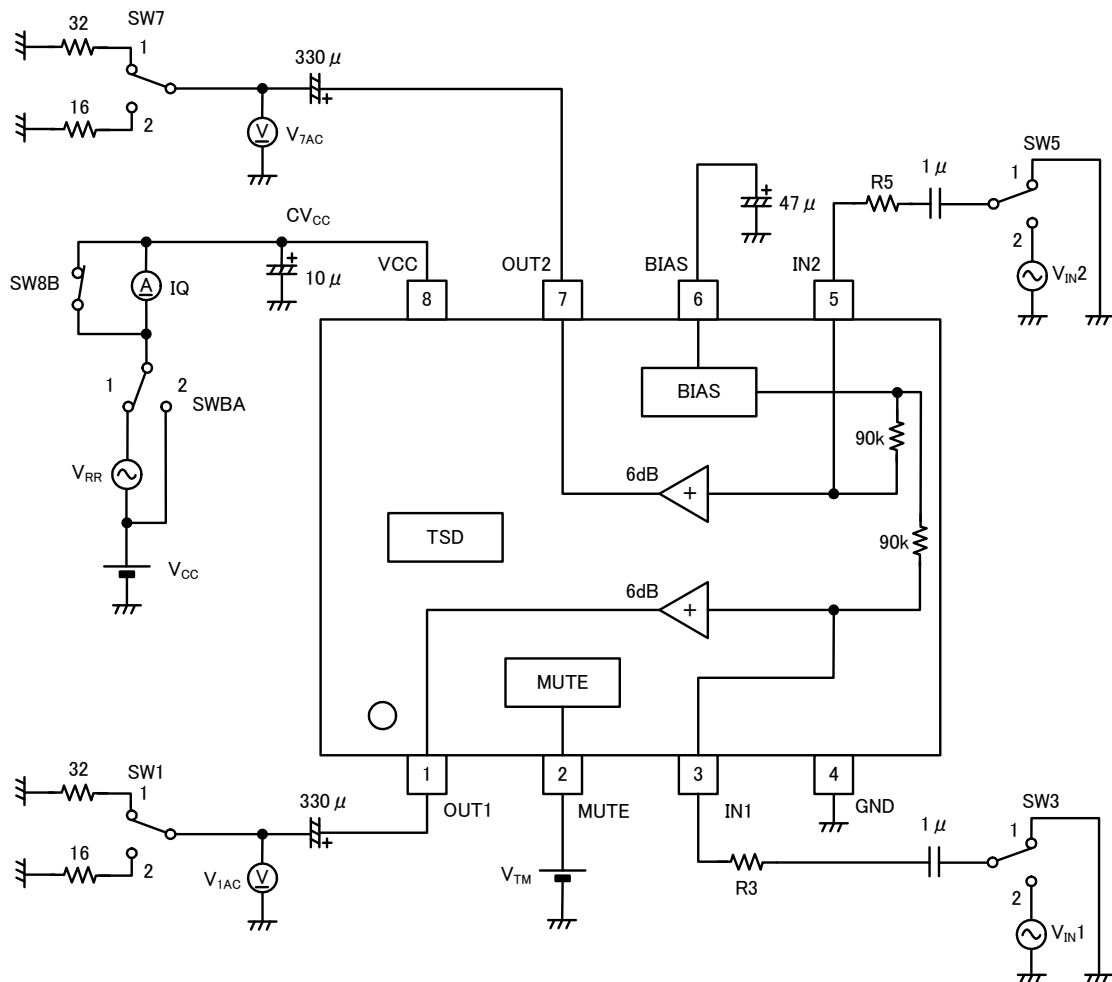 32
SW7
1
330μ
16
2
V
V7AC
SW5
1μ
1
R5
2
VIN2
47μ
CVCC
10μ
SW8B
A
IQ
VCC
OUT2
BIAS
IN2
8
7
6
5
1
2
SWBA
VRR
VCC
BIAS
90k
6dB
+
TSD
90k
6dB
+
MUTE
1
2
3
4
OUT1
MUTE
IN1
GND
32
SW1
1
330μ
16
2
V
V1AC
VTM
R3
1μ
SW3
1
2
VIN1